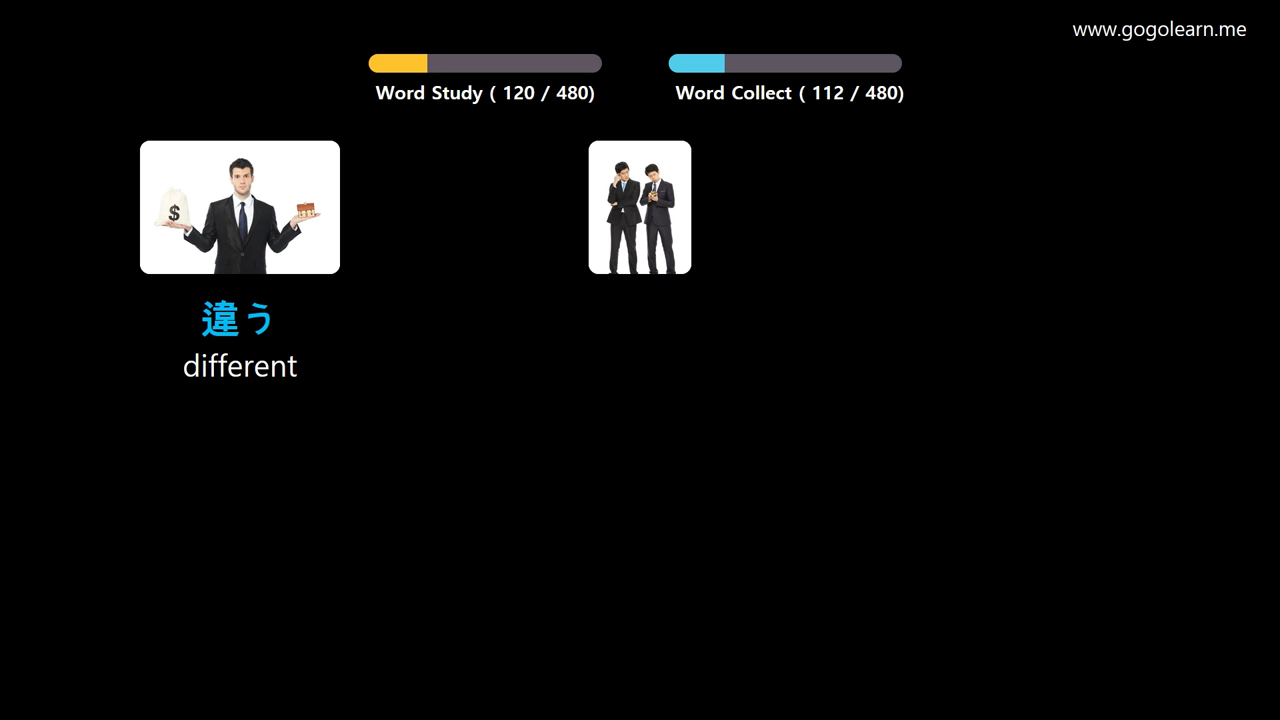 www.gogolearn.me
Word Study ( 120 / 480)
Word Collect ( 112 / 480)
$
違う
different